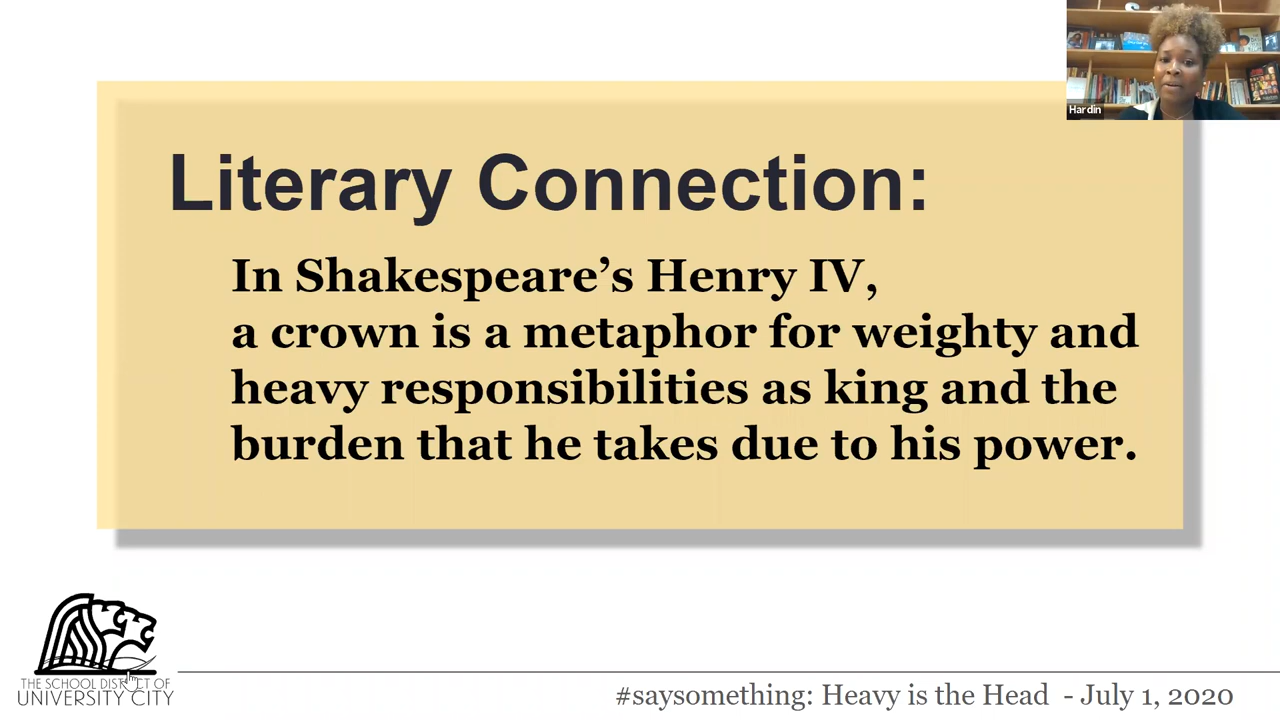 Hardin
Literary Connection:
In Shakespeare’s Henry IV,
a crown is a metaphor for weighty and
heavy responsibilities as king and the
burden that he takes due to his power.
THE SCHOOL DISTRICT OF
UNIVERSITY CITY
#saysomething: Heavy is the Head - July 1, 2020